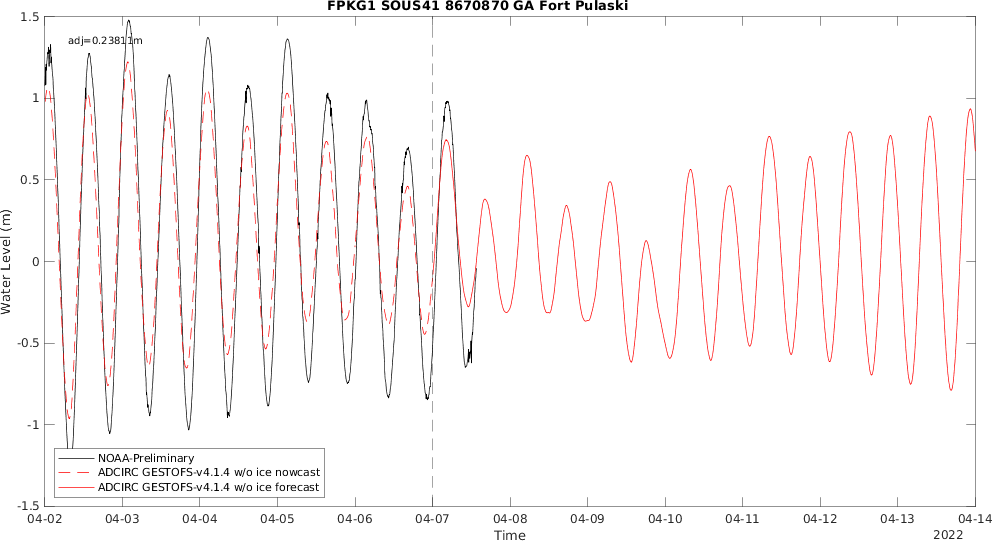 FPKG1 SOUS41 8670870 GA Fort Pulaski
adj=0.23811m
Water Level (m)
1.5
1
0.5
0
-0.5
-1
-1.5
NOAA-Preliminary
ADCIRC GESTOFS-v4.1.4 w/o ice nowcast
ADCIRC GESTOFS-v4.1.4 w/o ice forecast
04-02 04-03 04-04 04-05 04-06 04-07 04-08 04-09 04-10 04-11 04-12 04-13 04-14
Time
2022